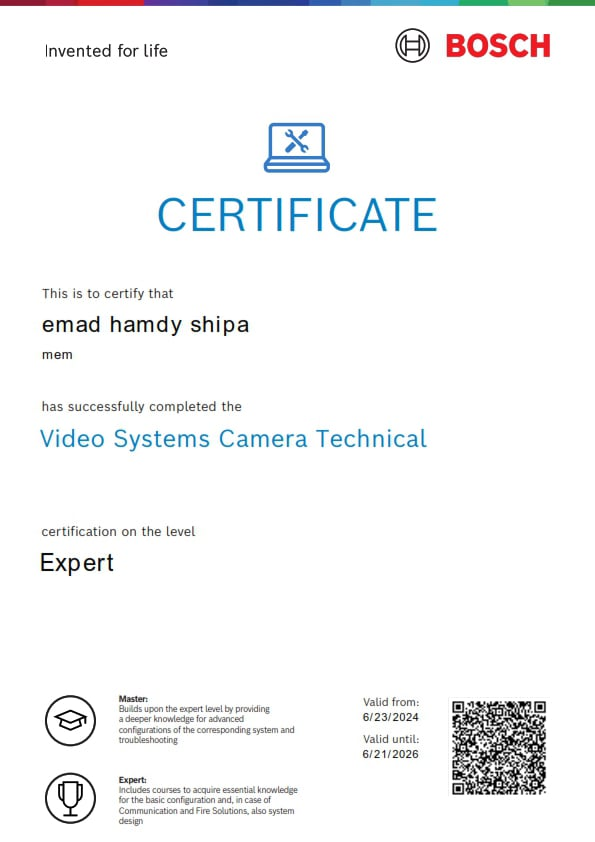 Invented for life
BOSCH
CERTIFICATE
This is to certify that
emad hamdy shipa
mem
has successfully completed the
Video Systems Camera Technical
certification on the level
Expert
Master:
Builds upon the expert level by providing
a deeper knowledge for advanced
configurations of the corresponding system and
troubleshooting
Expert:
Includes courses to acquire essential knowledge
for the basic configuration and, in case of
Communication and Fire Solutions, also system
design
Valid from:
6/23/2024
Valid until:
6/21/2026